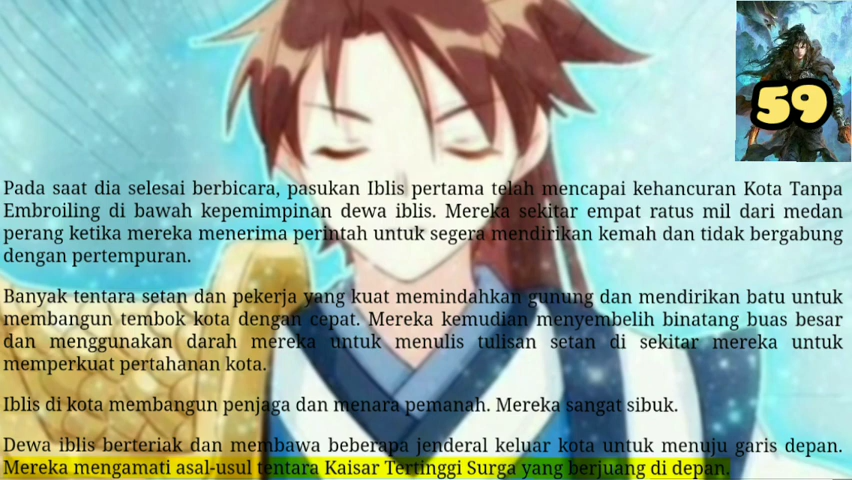 59
Pada saat dia selesai berbicara, pasukan Iblis pertama telah mencapai kehancuran Kota Tanpa
Embroiling di bawah kepemimpinan dewa iblis. Mereka sekitar empat ratus mil dari medan
perang ketika mereka menerima perintah untuk segera mendirikan kemah dan tidak bergabung
dengan pertempuran.
Banyak tentara setan dan pekerja yang kuat memindahkan gunung dan mendirikan batu untuk
membangun tembok kota dengan cepat. Mereka kemudian menyembelih binatang buas besar
dan menggunakan darah mereka untuk menulis tulisan setan di sekitar mereka untuk
memperkuat pertahanan kota.
Iblis di kota membangun penjaga dan menara pemanah. Mereka sangat sibuk.
Dewa iblis berteriak dan membawa beberapa jenderal keluar kota untuk menuju garis depan.
Mereka mengamati asal-usul tentara Kaisar Tertinggi Surga yang berjuang di depan.